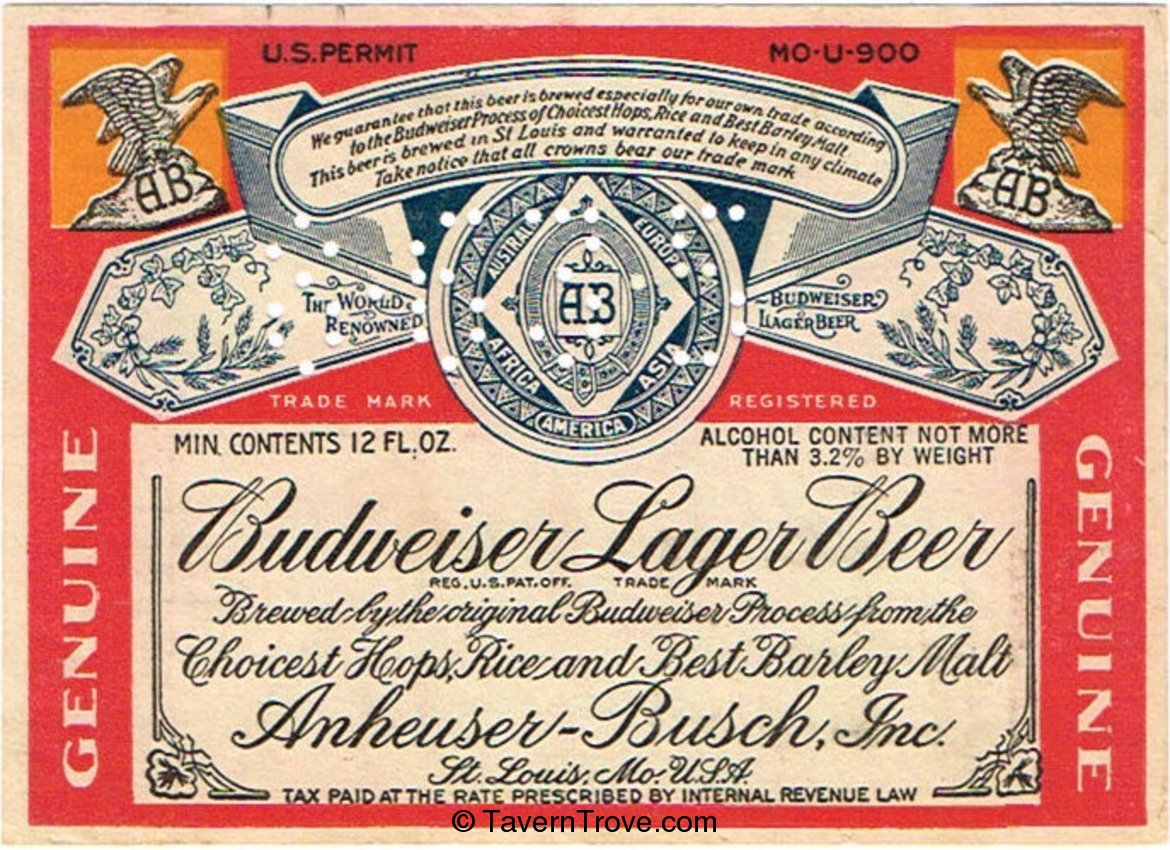 U.S. PERMIT MO-U-900
We guarantee that this beer is brewed especially for our own trade according
to the Budweiser Process of Choicest Hops, Rice and Best Barley Malt
This beer is brewed in St Louis and warranted to keep in any climate
Take notice that all crowns bear our trade mark
A.B
A.B
AUSTRAL
EUROP
THE WORLD
RENOWNED
A.B
BUDWEISER
LAGER BEER
AFRICA
ASI
AMERICA
TRADE MARK REGISTERED
MIN. CONTENTS 12 FL. OZ.
ALCOHOL CONTENT NOT MORE
THAN 3.2% BY WEIGHT
GENUINE
GENUINE
Budweiser Lager Beer
REG. U.S. PAT. OFF. TRADE MARK
Brewed by the original Budweiser Process from the
Choicest Hops, Rice and Best Barley Malt
Anheuser-Busch, Inc.
St. Louis, Mo. U.S.A.
TAX PAID AT THE RATE PRESCRIBED BY INTERNAL REVENUE LAW
© TavernTrove.com